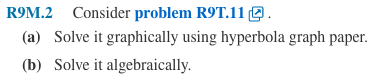 R9M.2 Consider problem R9T.11 .
(a) Solve it graphically using hyperbola graph paper.
(b) Solve it algebraically.